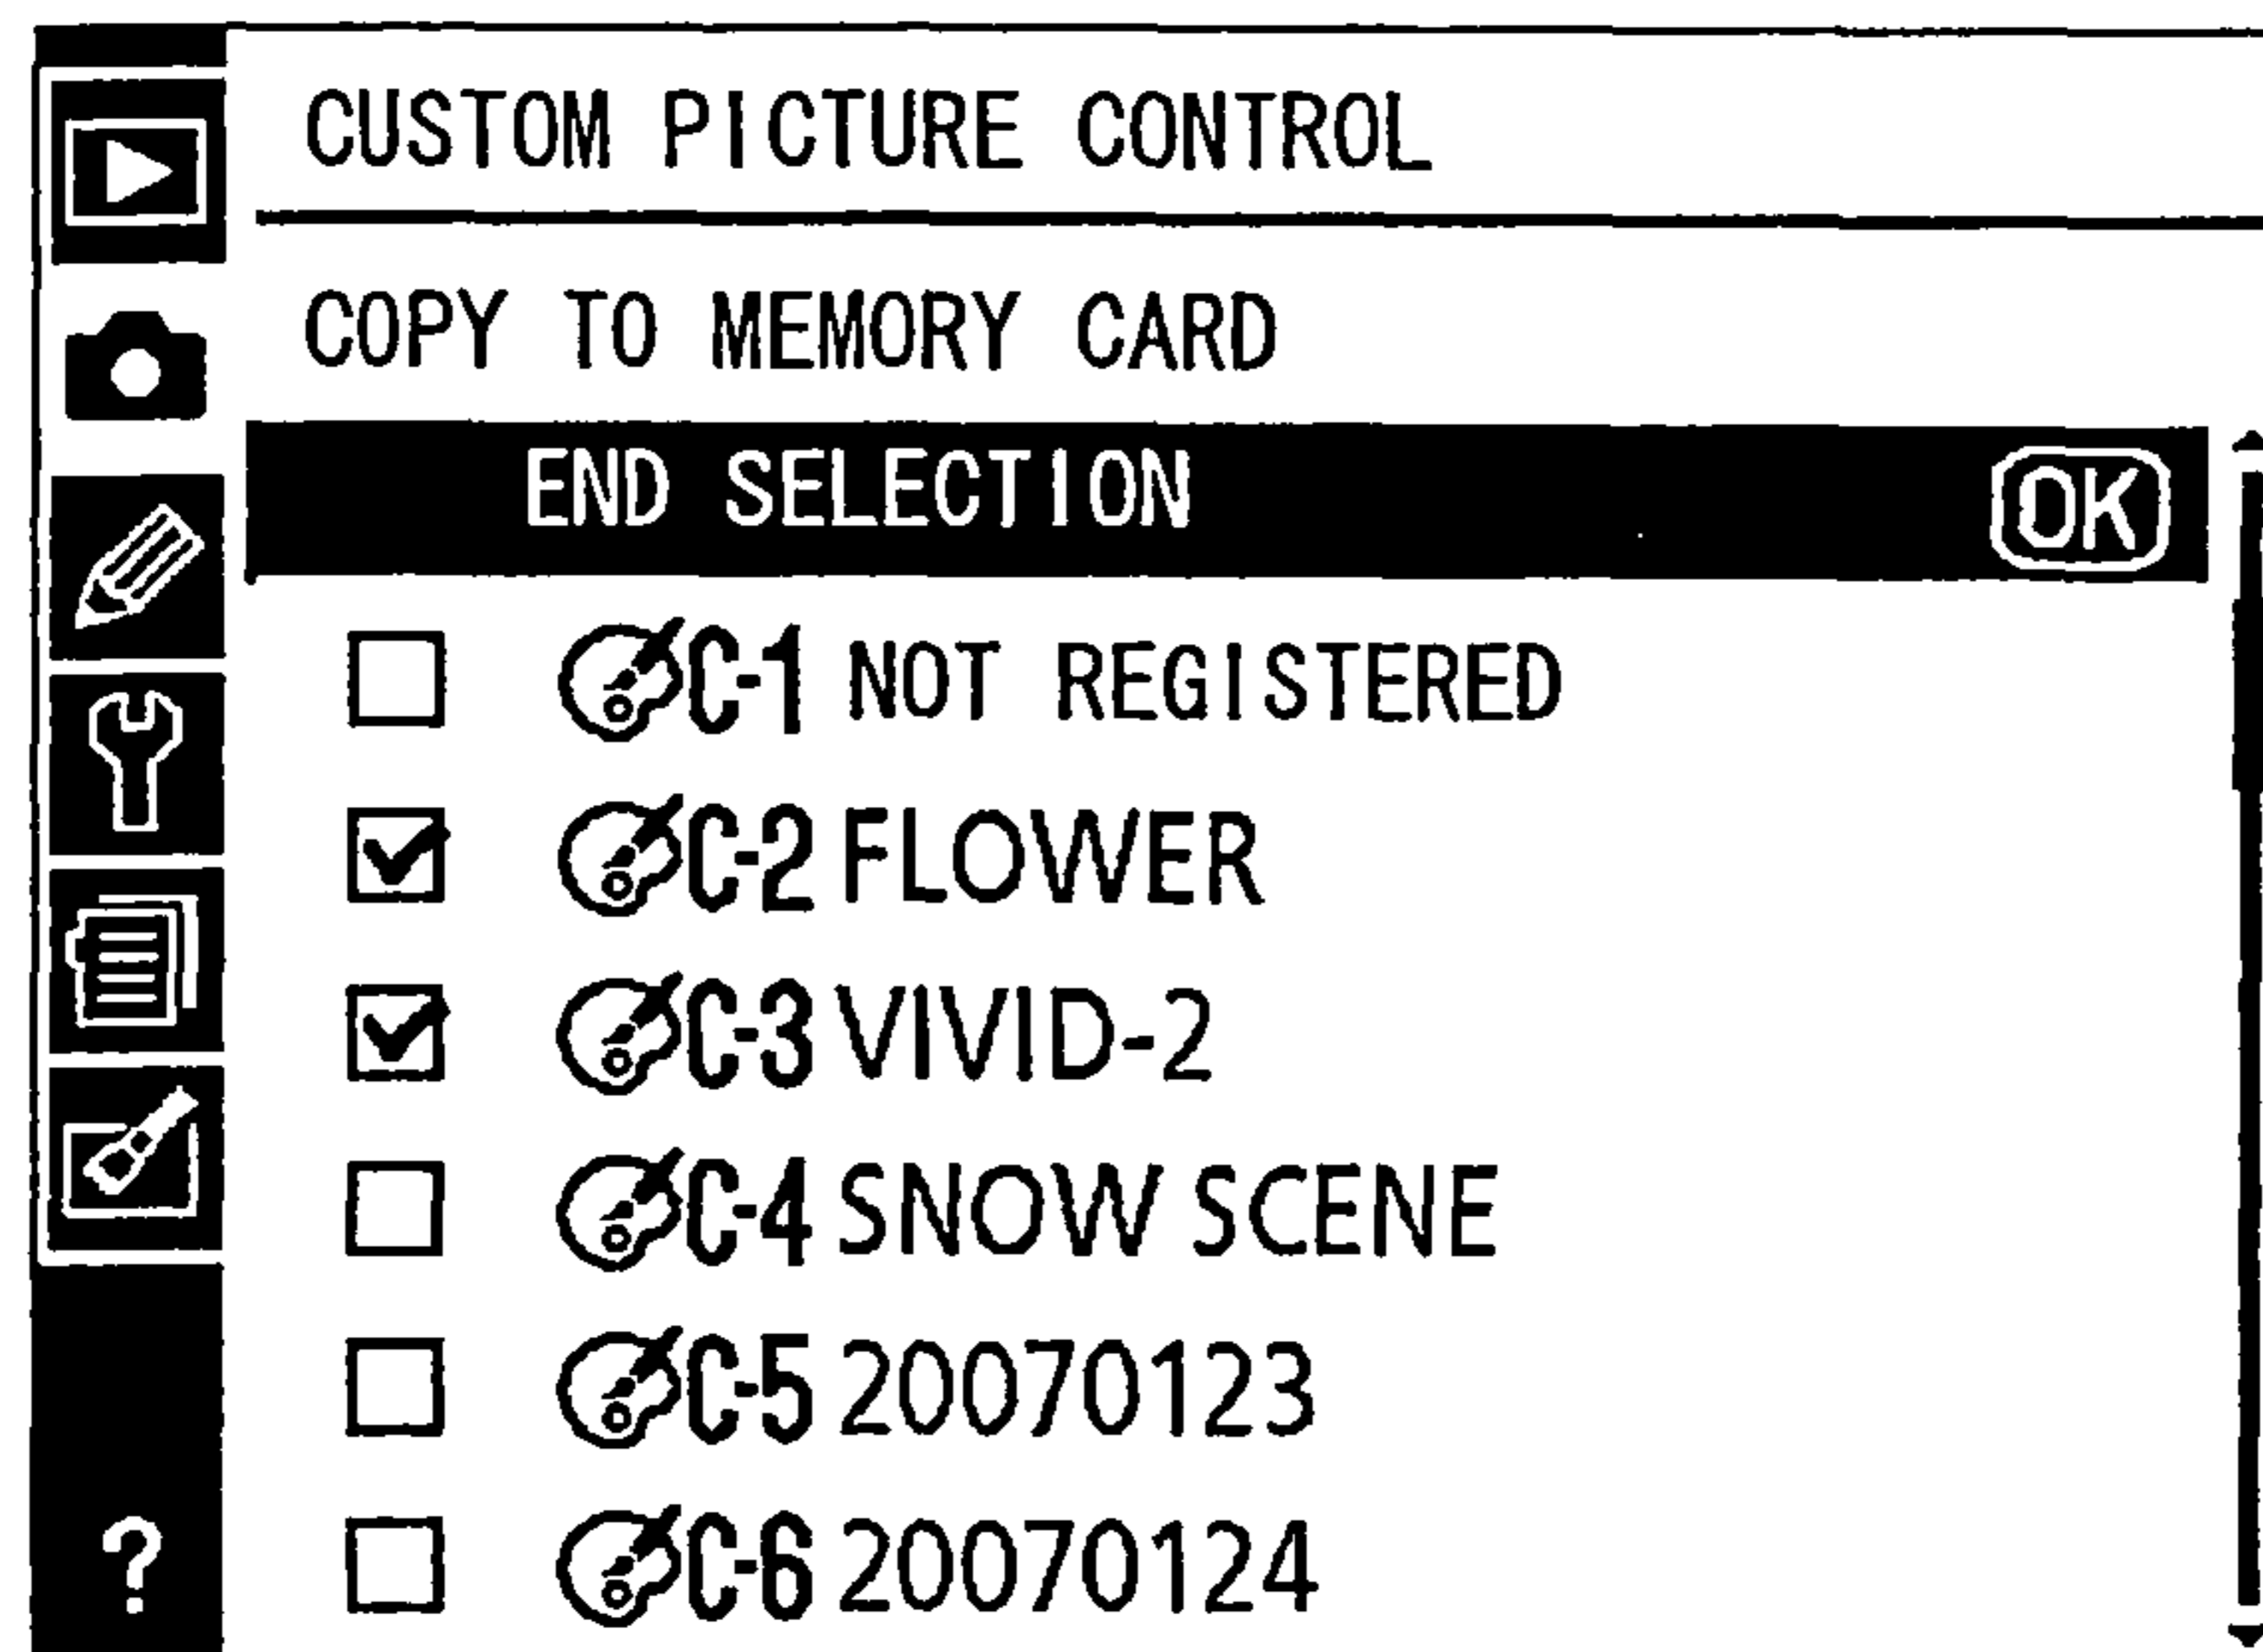 CUSTOM PICTURE CONTROL
COPY TO MEMORY CARD
END SELECTION OK
C-1 NOT REGISTERED
C-2 FLOWER
C-3 VIVID-2
C-4 SNOW SCENE
C-5 20070123
C-6 20070124
?